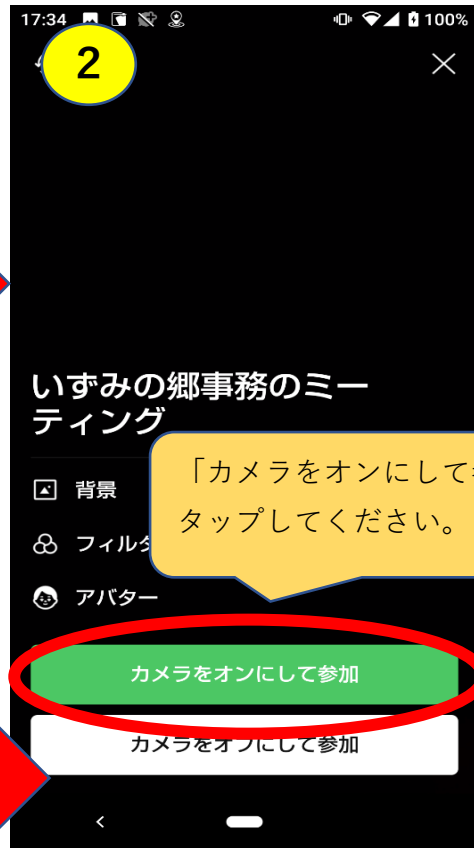 17:34
100%
2
いずみの郷事務のミー
ティング
「カメラをオンにして
タップしてください。
背景
フィルタ
アバター
カメラをオンにして参加
カメラをオフにして参加